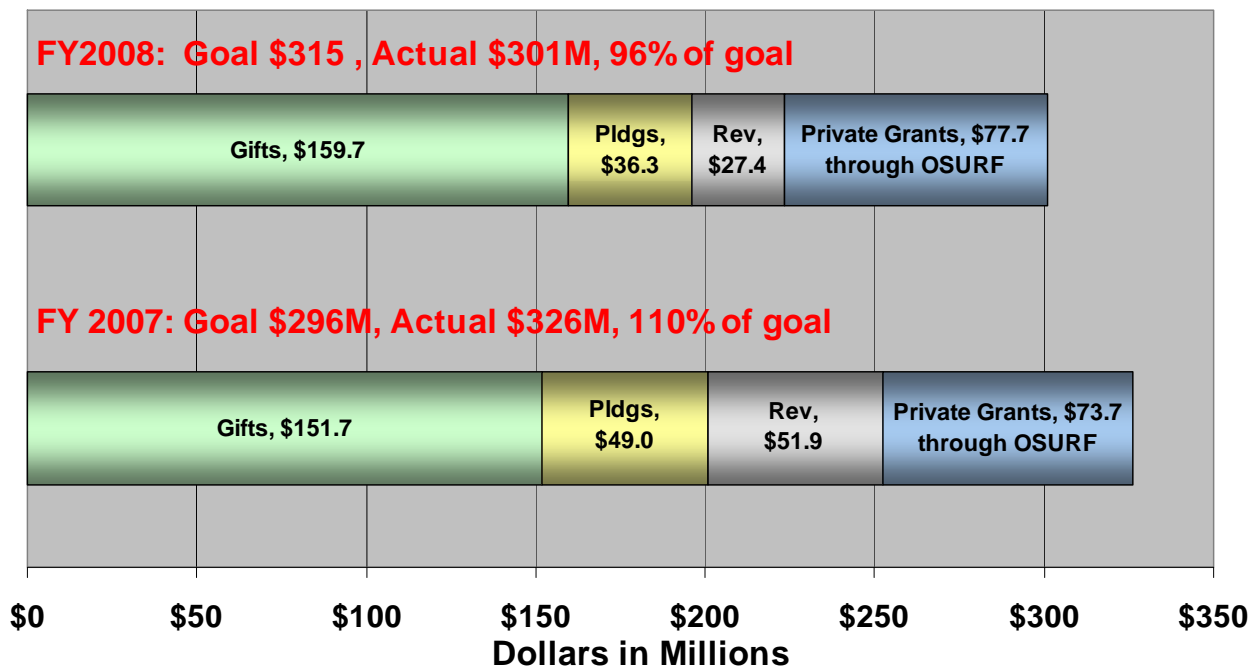 FY2008: Goal $315 , Actual $301M, 96% of goal
Gifts, $159.7
Pldgs,
$36.3
Rev,
$27.4
Private Grants, $77.7
through OSURF
FY 2007: Goal $296M, Actual $326M, 110% of goal
Gifts, $151.7
Pldgs,
$49.0
Rev,
$51.9
Private Grants, $73.7
through OSURF
$0 $50 $100 $150 $200 $250 $300 $350
Dollars in Millions